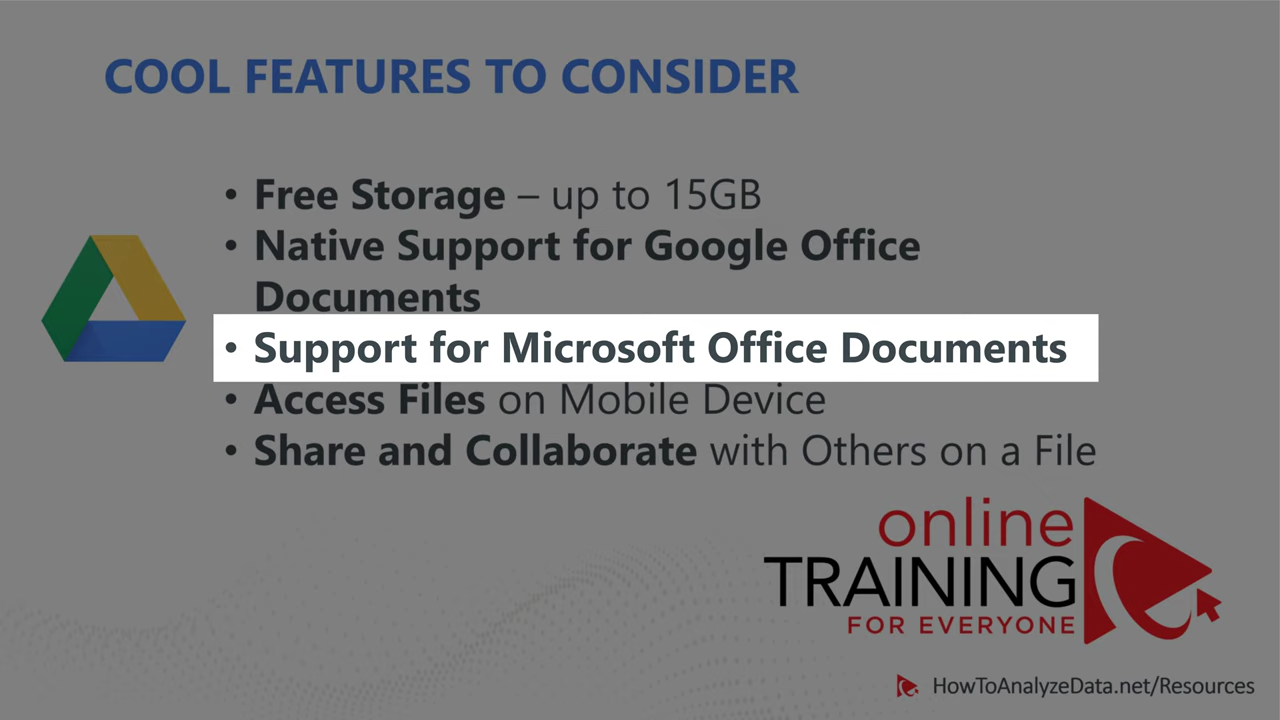 COOL FEATURES TO CONSIDER
• Free Storage – up to 15GB
• Native Support for Google Office
Documents
• Support for Microsoft Office Documents
• Access Files on Mobile Device
• Share and Collaborate with Others on a File
online
TRAINING
FOR EVERYONE
HowToAnalyzeData.net/Resources